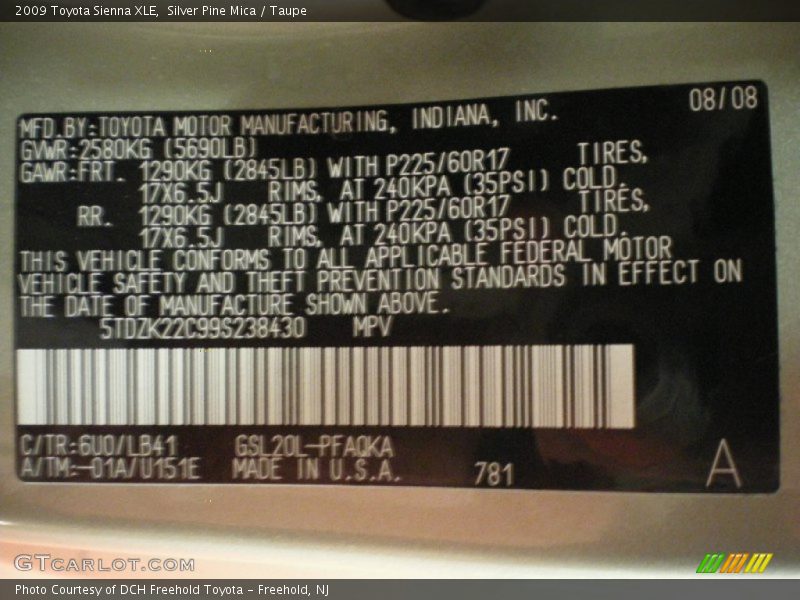 2009 Toyota Sienna XLE,  Silver Pine Mica / Taupe
MFD.BY:TOYOTA MOTOR MANUFACTURING, INDIANA, INC. 08/08
GVWR:2580KG (5690LB)
GAWR:FRT. 1290KG (2845LB) WITH P225/60R17 TIRES,
17X6.5J RIMS, AT 240KPA (35PSI) COLD.
RR. 1290KG (2845LB) WITH P225/60R17 TIRES,
17X6.5J RIMS, AT 240KPA (35PSI) COLD.
THIS VEHICLE CONFORMS TO ALL APPLICABLE FEDERAL MOTOR
VEHICLE SAFETY AND THEFT PREVENTION STANDARDS IN EFFECT ON
THE DATE OF MANUFACTURE SHOWN ABOVE.
5TDZK22C99S238430 MPV
C/TR:6U0/LB41 GSL20L-PFAQKA
A/TM:-01A/U151E MADE IN U.S.A. 781 A
GTCARLOT.COM
Photo Courtesy of DCH Freehold Toyota - Freehold, NJ